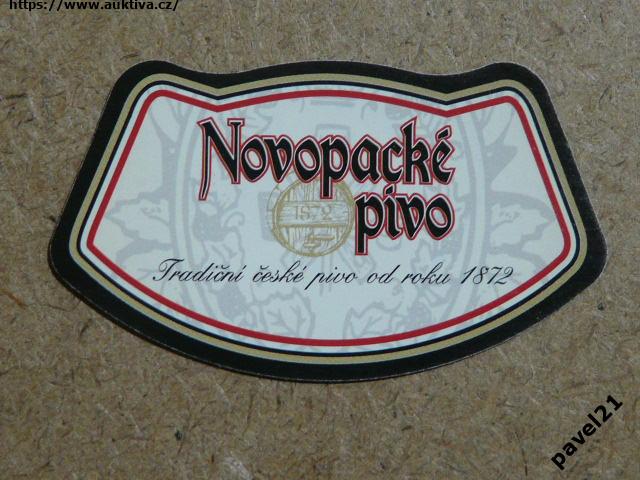 https://www.auktiva.cz/
Novopacké
pivo
1872
Tradiční české pivo od roku 1872
pavel21